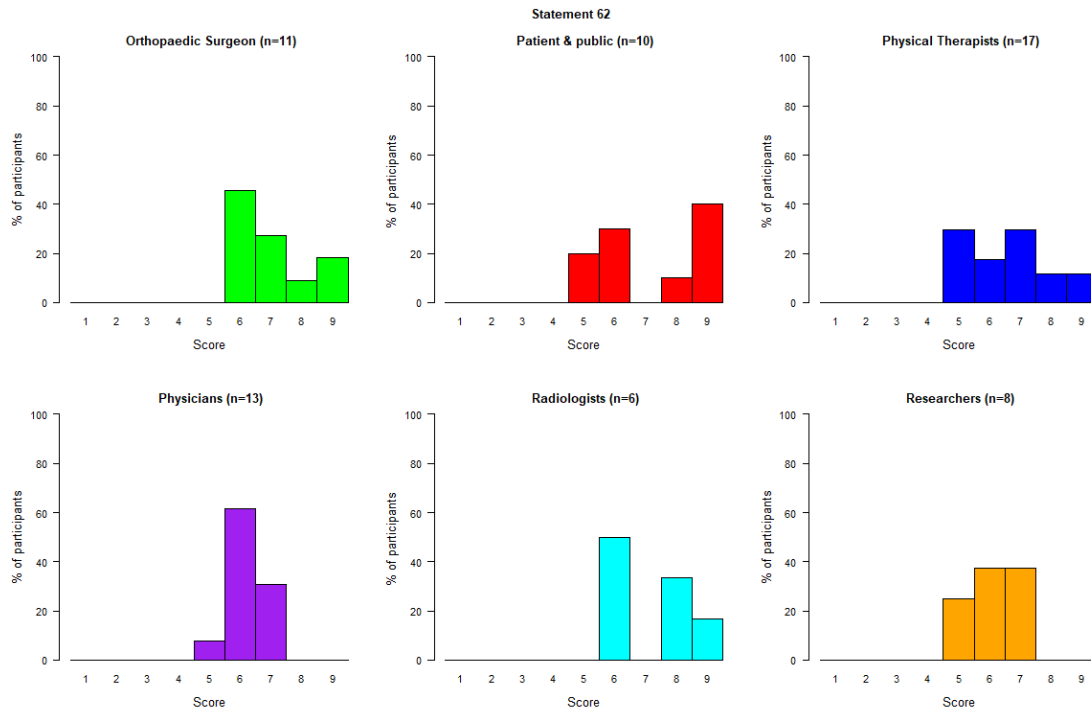 Statement 62
Orthopaedic Surgeon (n=11)
% of participants
100
80
60
40
20
0
1 2 3 4 5 6 7 8 9
Score
Patient & public (n=10)
% of participants
100
80
60
40
20
0
1 2 3 4 5 6 7 8 9
Score
Physical Therapists (n=17)
% of participants
100
80
60
40
20
0
1 2 3 4 5 6 7 8 9
Score
Physicians (n=13)
% of participants
100
80
60
40
20
0
1 2 3 4 5 6 7 8 9
Score
Radiologists (n=6)
% of participants
100
80
60
40
20
0
1 2 3 4 5 6 7 8 9
Score
Researchers (n=8)
% of participants
100
80
60
40
20
0
1 2 3 4 5 6 7 8 9
Score